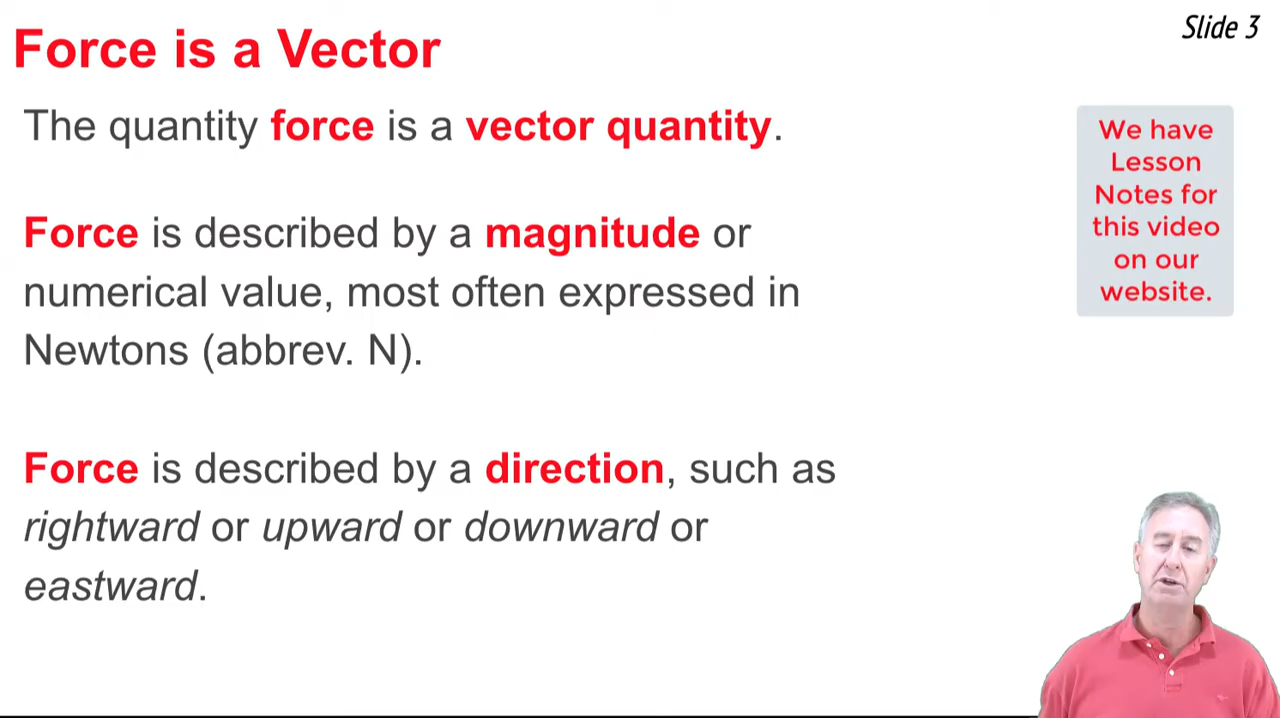 Slide 3
Force is a Vector
The quantity force is a vector quantity.
Force is described by a magnitude or
numerical value, most often expressed in
Newtons (abbrev. N).
Force is described by a direction, such as
rightward or upward or downward or
eastward.
We have
Lesson
Notes for
this video
on our
website.